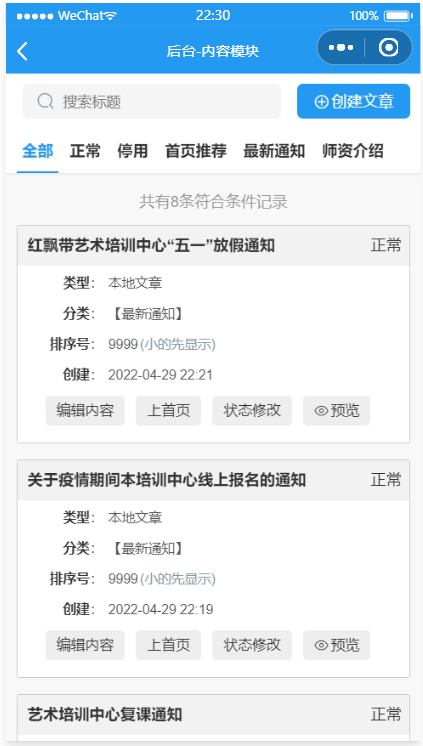 WeChat 22:30 100%
后台-内容模块
搜索标题 创建文章
全部 正常 停用 首页推荐 最新通知 师资介绍
共有8条符合条件记录
红飘带艺术培训中心“五一”放假通知 正常
类型: 本地文章
分类: 【最新通知】
排序号: 9999 (小的先显示)
创建: 2022-04-29 22:21
编辑内容 上首页 状态修改 预览
关于疫情期间本培训中心线上报名的通知 正常
类型: 本地文章
分类: 【最新通知】
排序号: 9999 (小的先显示)
创建: 2022-04-29 22:19
编辑内容 上首页 状态修改 预览
艺术培训中心复课通知 正常